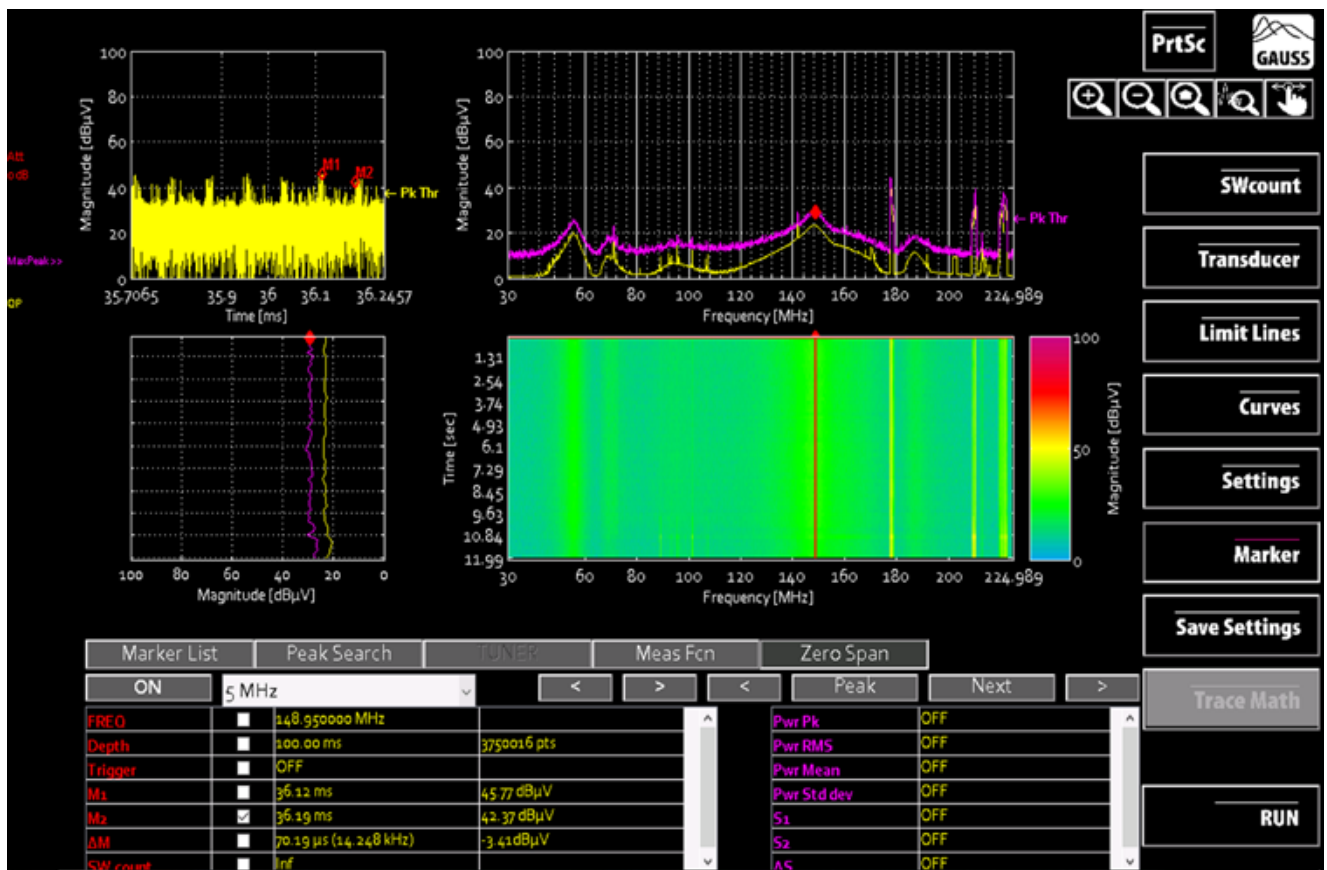 PrtSc
GAUSS
100
80
60
40
20
0
Magnitude [dBµV]
M1
M2
← Pk Thr
35.7065 35.9 36 36.1 36.2457
Time [ms]
Att
0 dB
MaxPeak>>
QP
100
80
60
40
20
0
Magnitude [dBµV]
← Pk Thr
30 60 80 100 120 140 160 180 200 224.989
Frequency [MHz]
100 80 60 40 20 0
Magnitude [dBµV]
1.31
2.54
3.74
4.93
6.1
7.29
8.45
9.63
10.84
11.99
Time [sec]
30 60 80 100 120 140 160 180 200 224.989
Frequency [MHz]
100
50
0
Magnitude [dBµV]
SWcount
Transducer
Limit Lines
Curves
Settings
Marker
Save Settings
Trace Math
RUN
Marker List Peak Search TUNER Meas Fcn Zero Span
ON 5 MHz < > < Peak Next >
FREQ 148.950000 MHz
Depth 100.00 ms 3750016 pts
Trigger OFF
M1 36.12 ms 45.77 dBµV
M2 36.19 ms 42.37 dBµV
ΔM 70.19 µs (14.248 kHz) -3.41dBµV
SW count Inf
Pwr Pk OFF
Pwr RMS OFF
Pwr Mean OFF
Pwr Std dev OFF
S1 OFF
S2 OFF
ΔS OFF